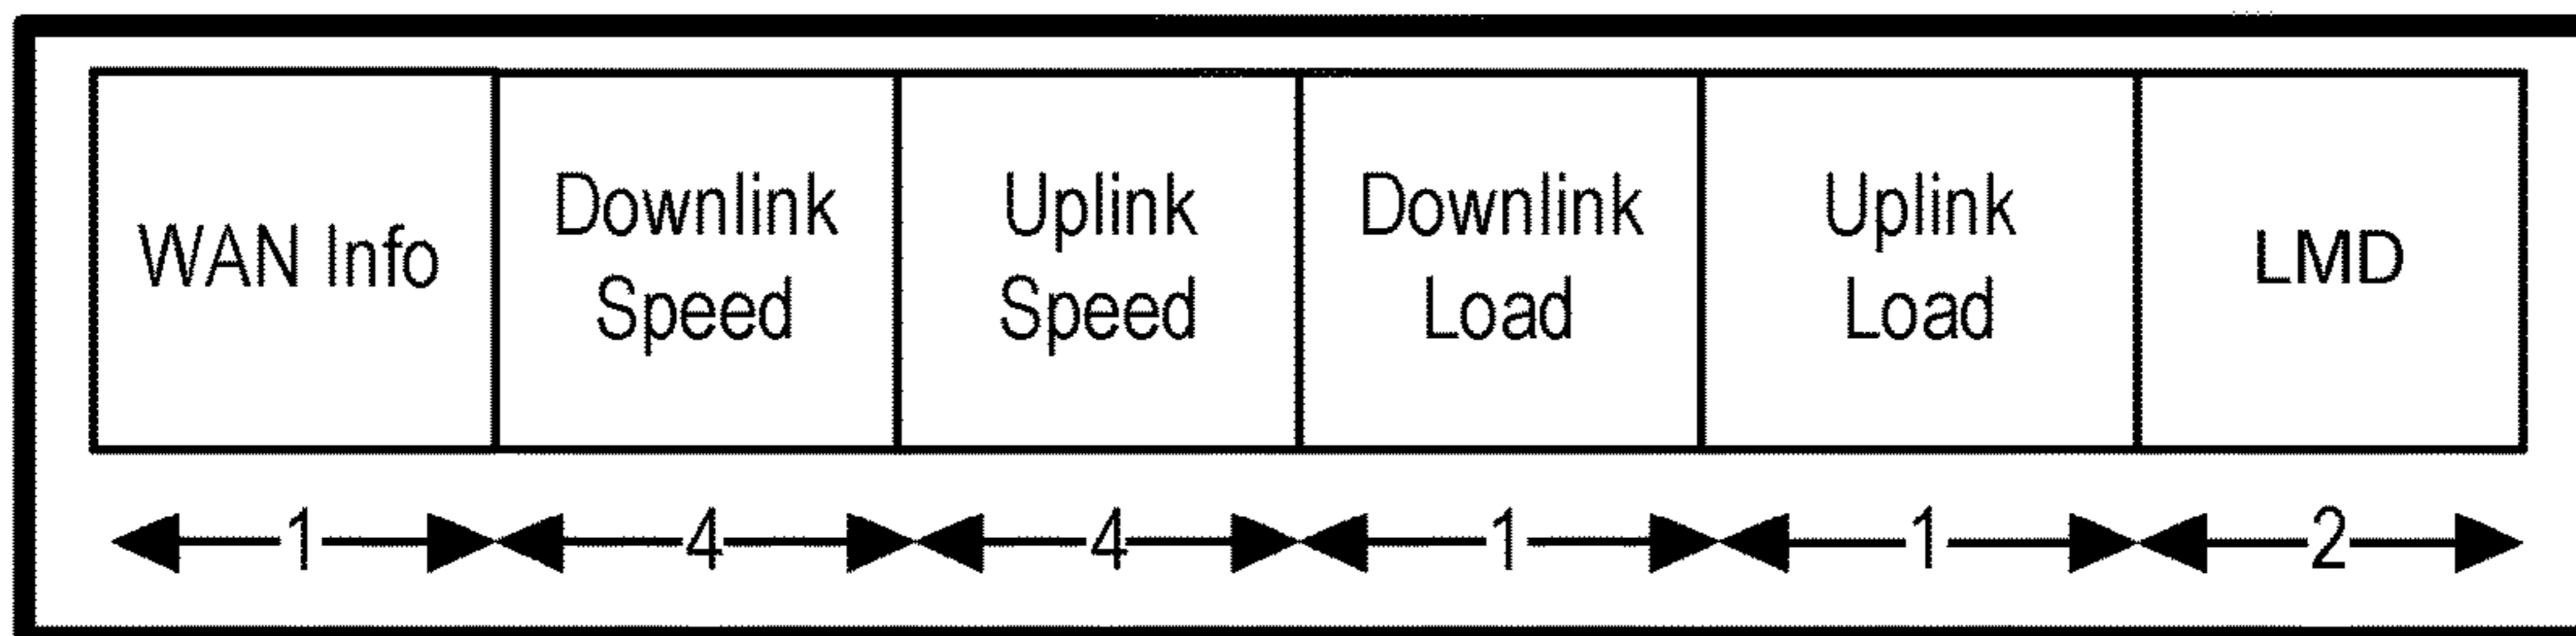 WAN Info
Downlink
Speed
Uplink
Speed
Downlink
Load
Uplink
Load
LMD
1
4
4
1
1
2